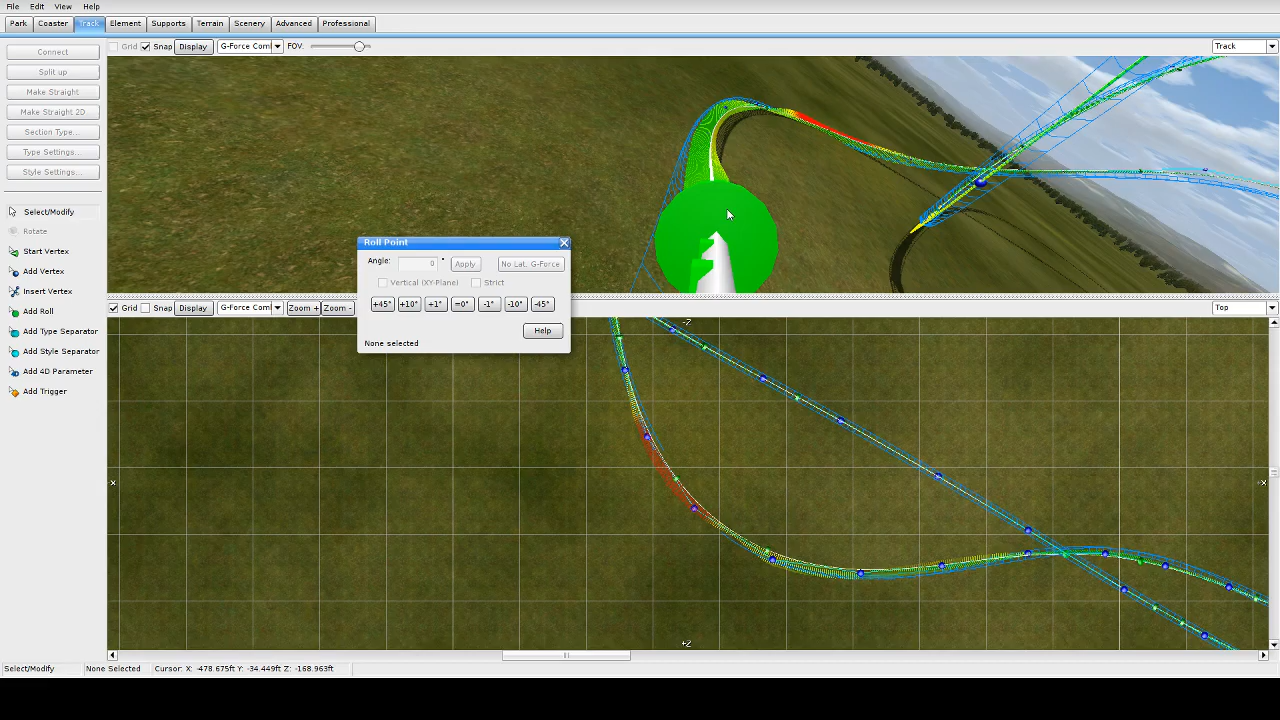 File Edit View Help
Park Coaster Track Element Supports Terrain Scenery Advanced Professional
Connect
Split up
Make Straight
Make Straight 2D
Section Type...
Type Settings...
Style Settings...
Select/Modify
Rotate
Start Vertex
Add Vertex
Insert Vertex
Add Roll
Add Type Separator
Add Style Separator
Add 4D Parameter
Add Trigger
Grid Snap Display G-Force Coml FOV. Track
Roll Point
Angle: 0 ° Apply No Lat. G-Force
Vertical (XY-Plane) Strict
+45° +10° +1° =0° -1° -10° -45°
Help
None selected
Grid Snap Display G-Force Coml Zoom + Zoom - Top
-Z
X X
+Z
Select/Modify None Selected Cursor: X: -478.675ft Y: -34.449ft Z: -168.963ft